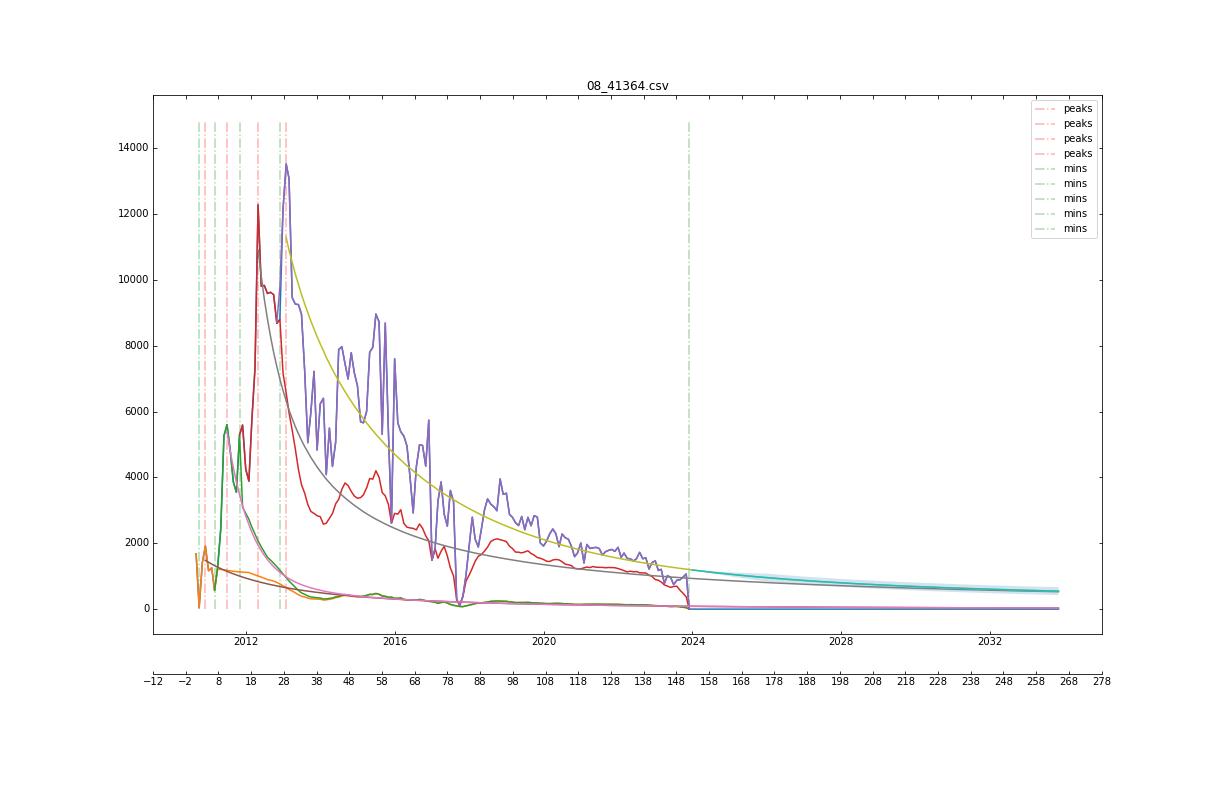 08_41364.csv
peaks
peaks
peaks
peaks
mins
mins
mins
mins
mins
14000
12000
10000
8000
6000
4000
2000
0
2012 2016 2020 2024 2028 2032
−12 −2 8 18 28 38 48 58 68 78 88 98 108 118 128 138 148 158 168 178 188 198 208 218 228 238 248 258 268 278